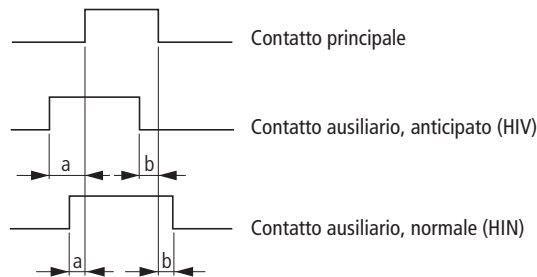 Contatto principale
Contatto ausiliario, anticipato (HIV)
a b
Contatto ausiliario, normale (HIN)
a b